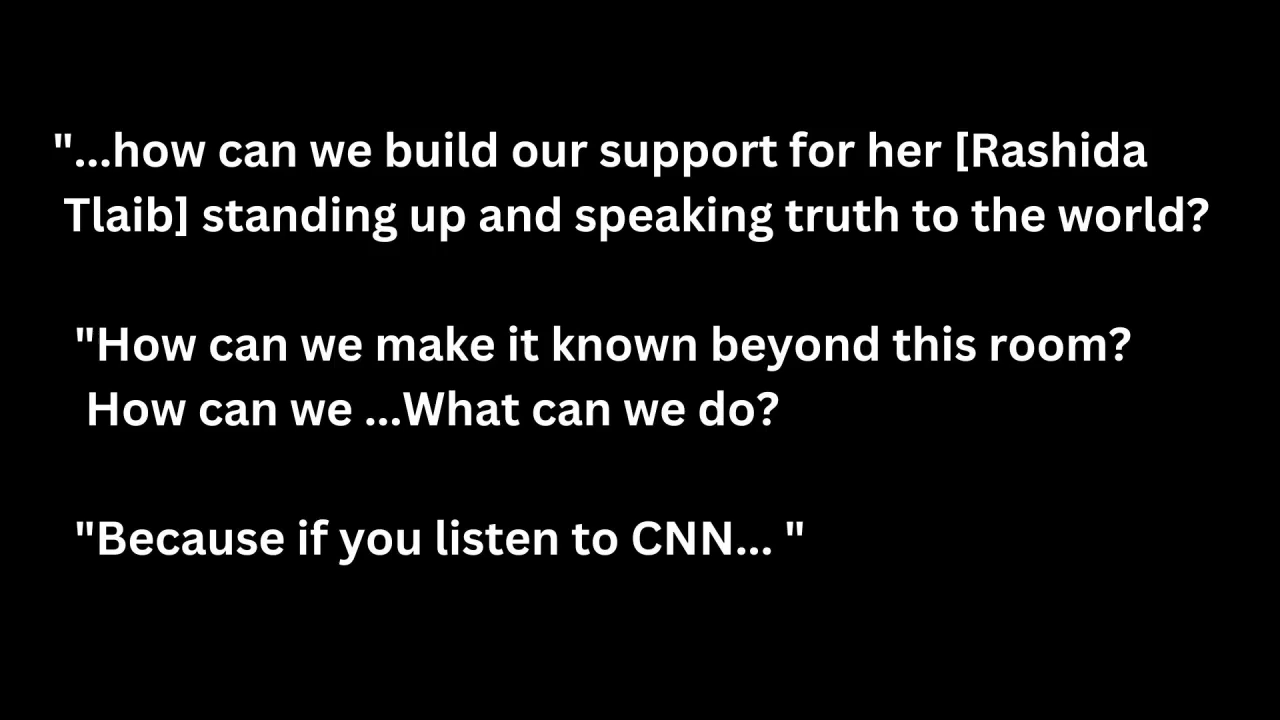 "...how can we build our support for her [Rashida
Tlaib] standing up and speaking truth to the world?
"How can we make it known beyond this room?
How can we ...What can we do?
"Because if you listen to CNN... "